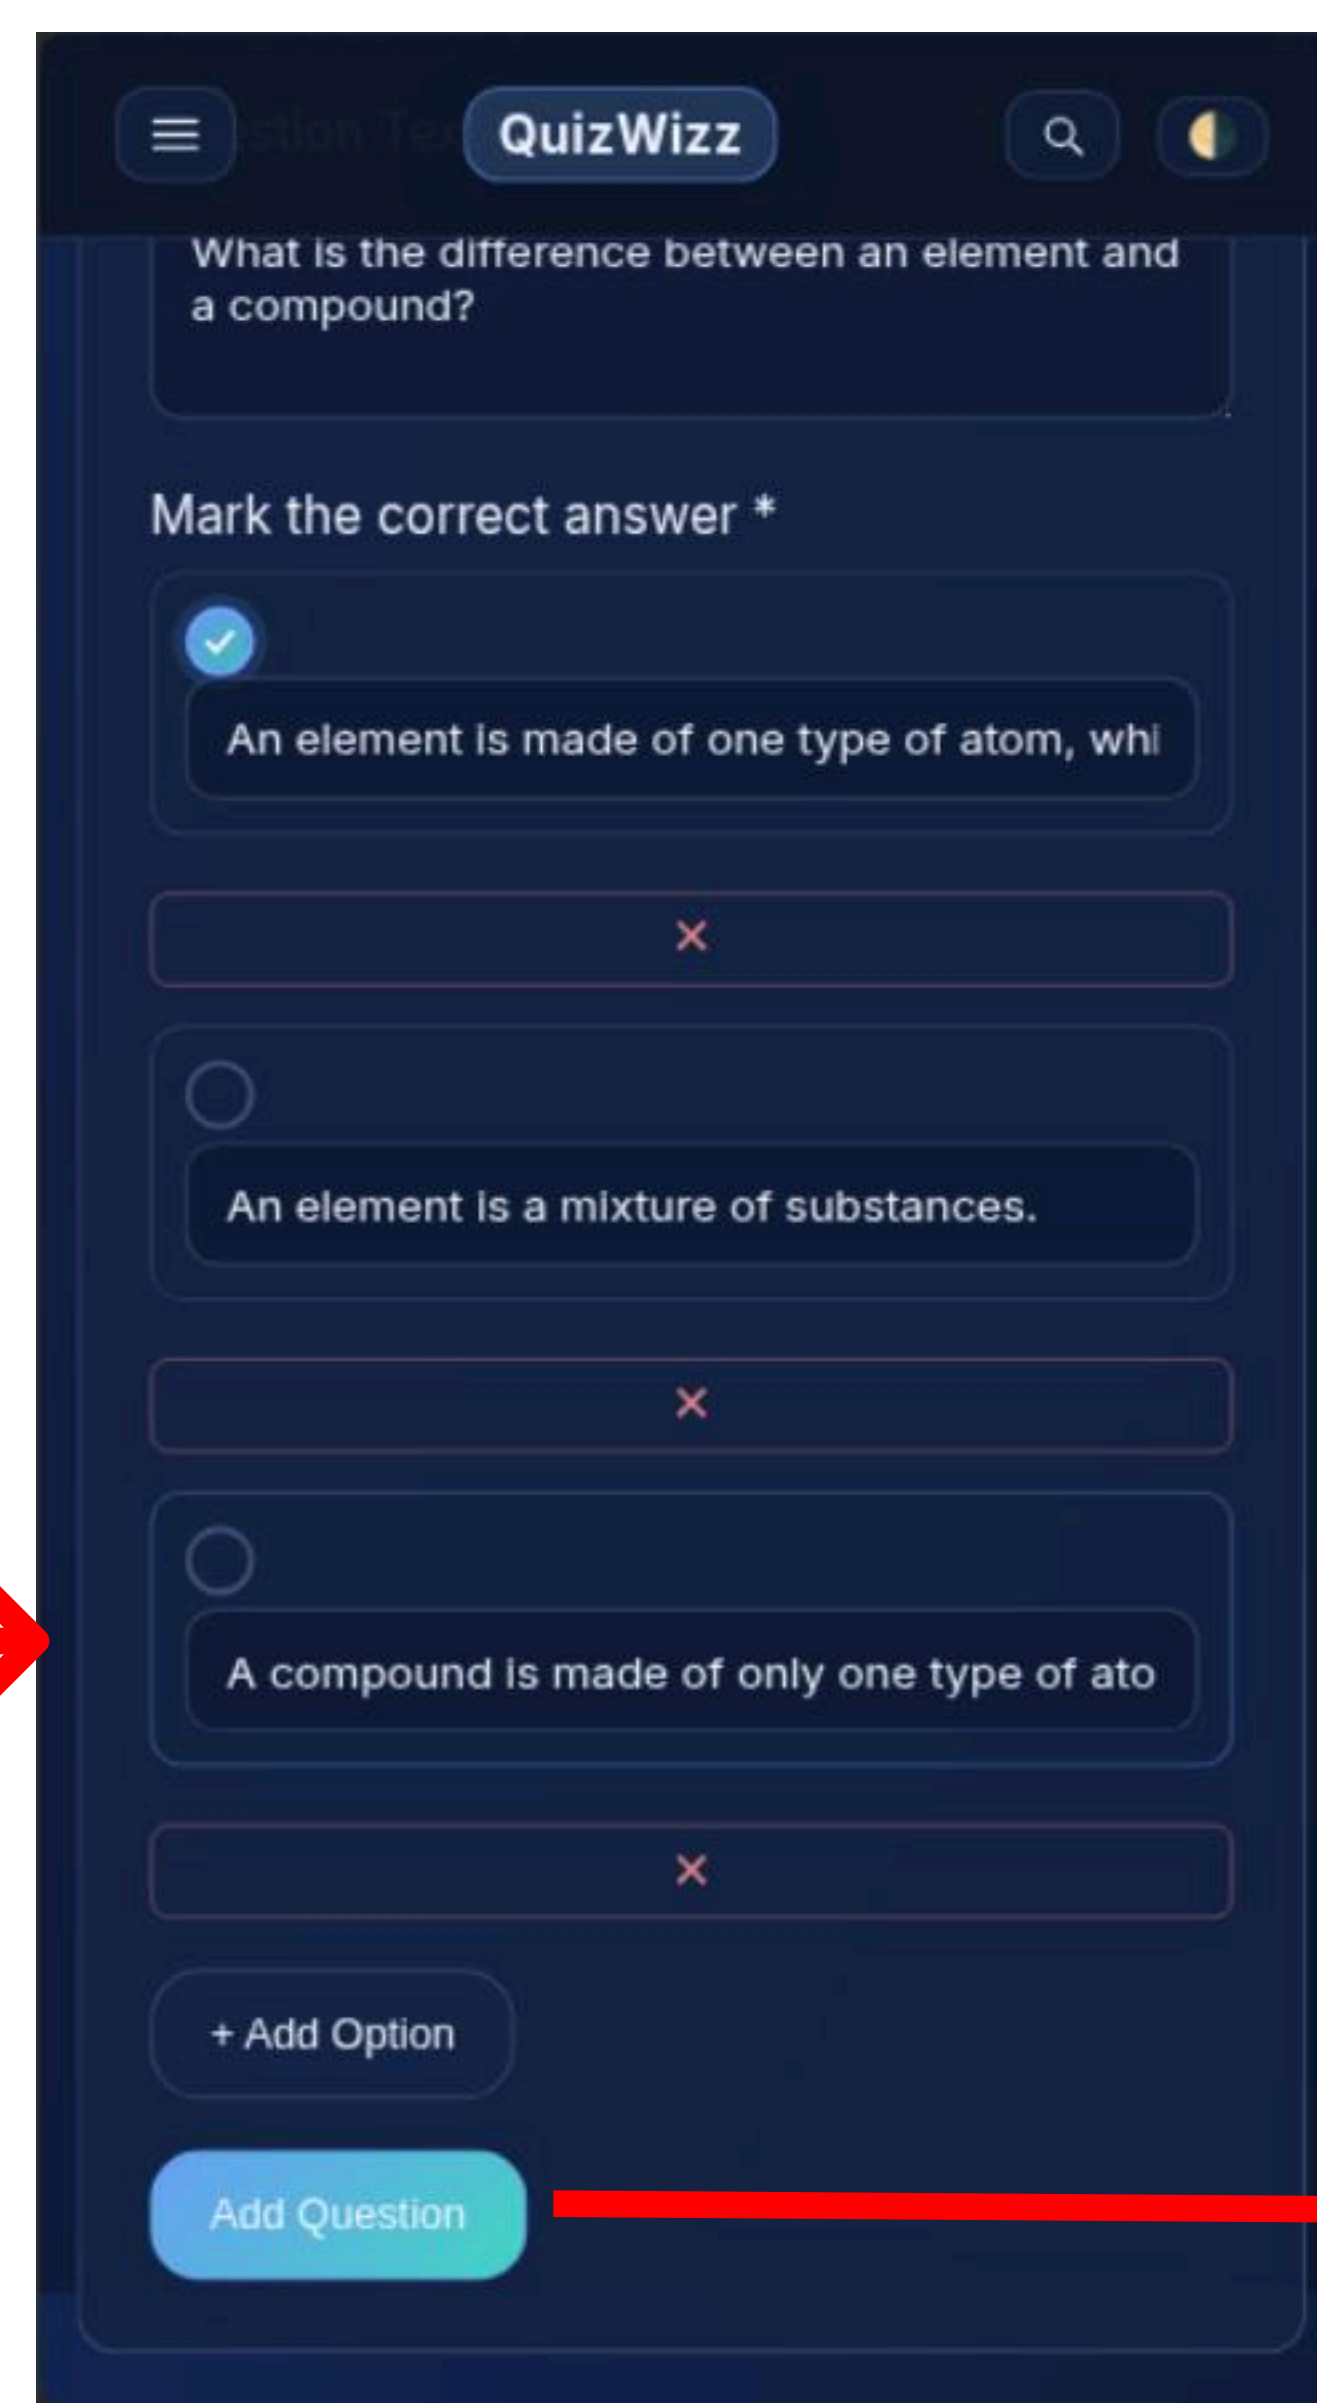 QuizWizz
What is the difference between an element and
a compound?
Mark the correct answer *
An element is made of one type of atom, whi
×
An element is a mixture of substances.
×
A compound is made of only one type of ato
×
+ Add Option
Add Question